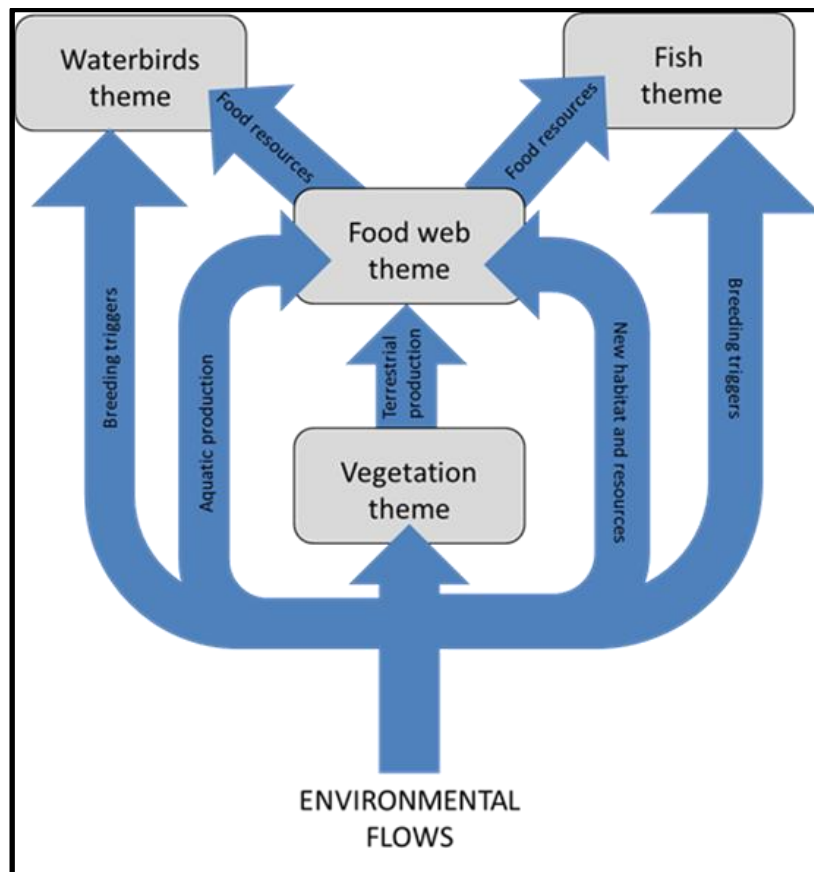 Waterbirds
theme
Fish
theme
Food resources
Food resources
Food web
theme
Breeding triggers
Aquatic production
Terrestrial
production
New habitat and resources
Breeding triggers
Vegetation
theme
ENVIRONMENTAL
FLOWS